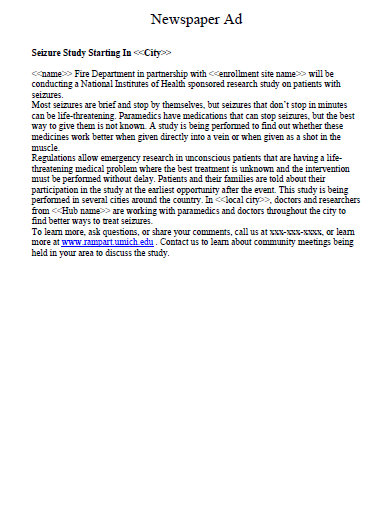 Newspaper Ad
Seizure Study Starting In <<City>>
<<name>> Fire Department in partnership with <<enrollment site name>> will be
conducting a National Institutes of Health sponsored research study on patients with
seizures.
Most seizures are brief and stop by themselves, but seizures that don't stop in minutes
can be life-threatening. Paramedics have medications that can stop seizures, but the best
way to give them is not known. A study is being performed to find out whether these
medicines work better when given directly into a vein or when given as a shot in the
muscle.
Regulations allow emergency research in unconscious patients that are having a life-
threatening medical problem where the best treatment is unknown and the intervention
must be performed without delay. Patients and their families are told about their
participation in the study at the earliest opportunity after the event. This study is being
performed in several cities around the country. In <<local city>>, doctors and researchers
from <<Hub name>> are working with paramedics and doctors throughout the city to
find better ways to treat seizures.
To learn more, ask questions, or share your comments, call us at xxx-xxx-xxxx, or learn
more at www.rampart.umich.edu . Contact us to learn about community meetings being
held in your area to discuss the study.